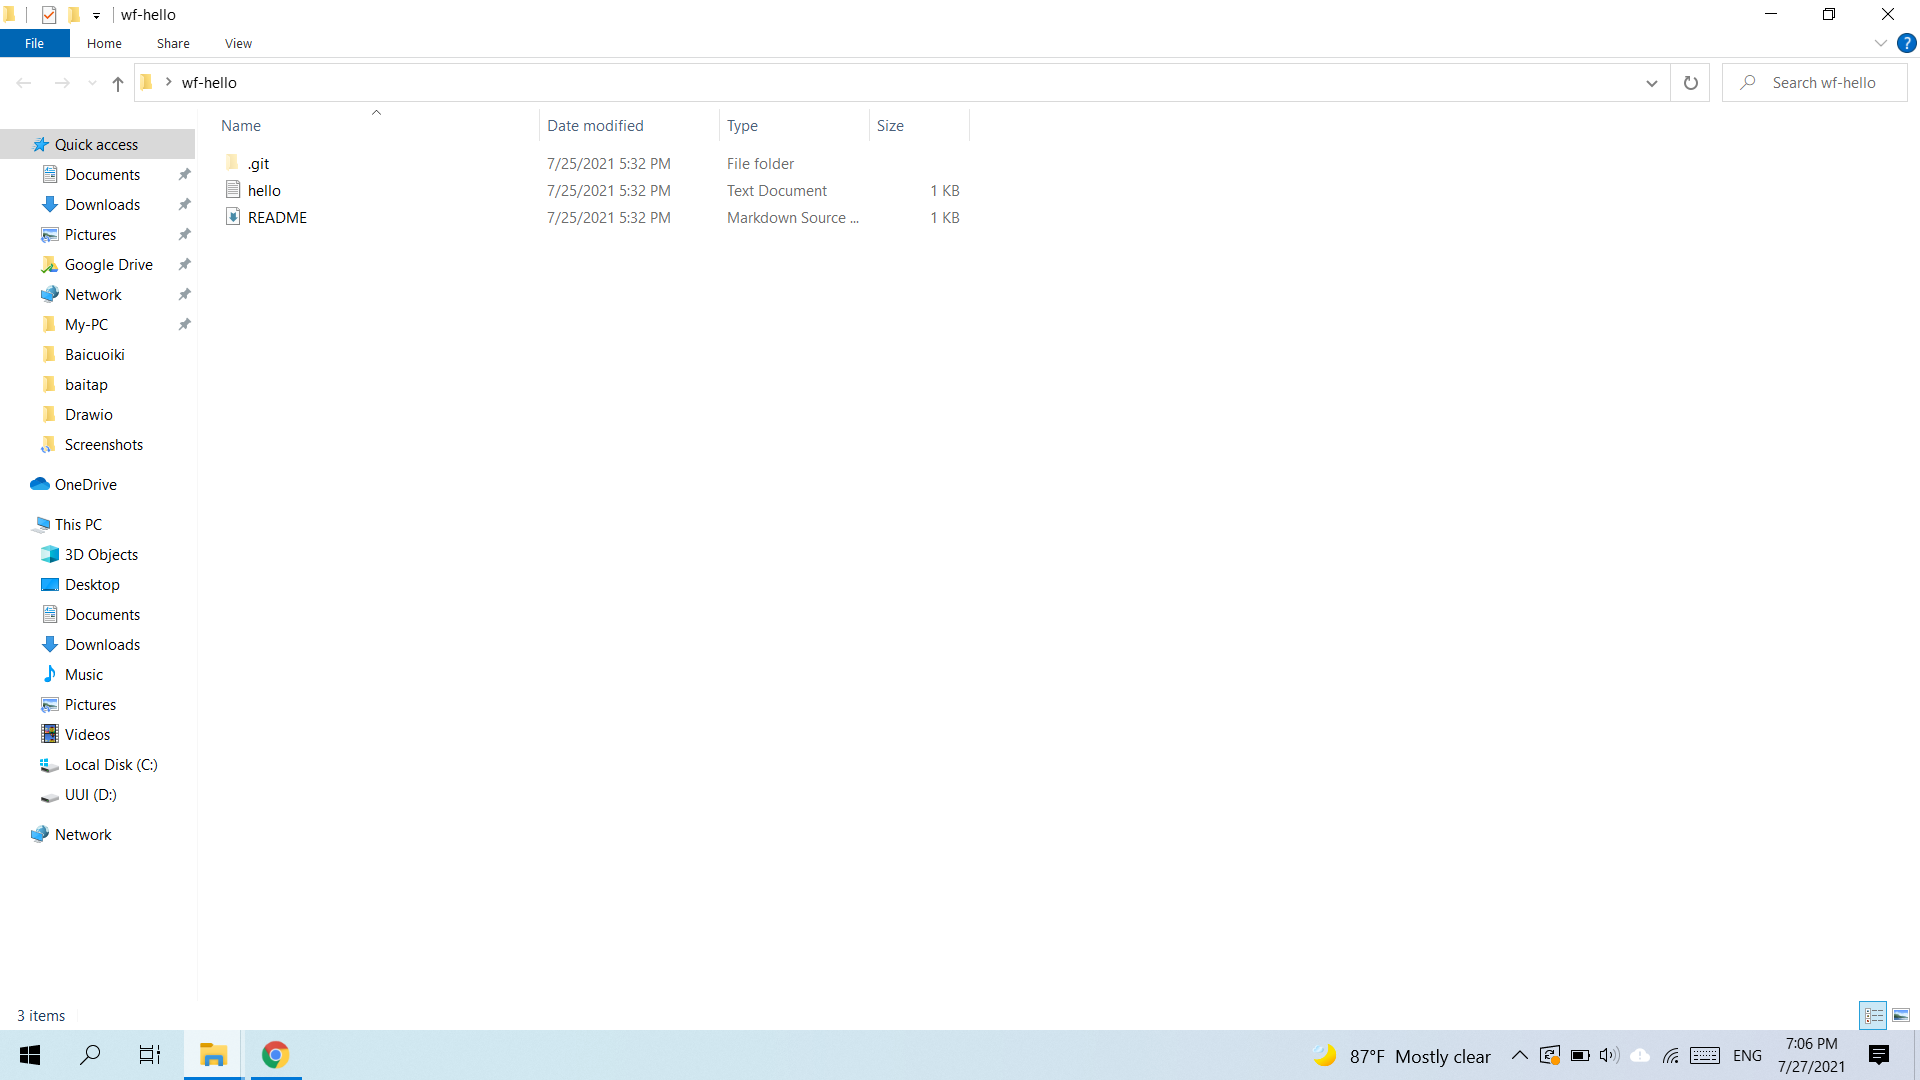 wf-hello
File Home Share View
wf-hello
Search wf-hello
Name Date modified Type Size
.git 7/25/2021 5:32 PM File folder
hello 7/25/2021 5:32 PM Text Document 1 KB
README 7/25/2021 5:32 PM Markdown Source ... 1 KB
Quick access
Documents
Downloads
Pictures
Google Drive
Network
My-PC
Baicuoiki
baitap
Drawio
Screenshots
OneDrive
This PC
3D Objects
Desktop
Documents
Downloads
Music
Pictures
Videos
Local Disk (C:)
UUI (D:)
Network
3 items
87°F Mostly clear
ENG
7:06 PM
7/27/2021